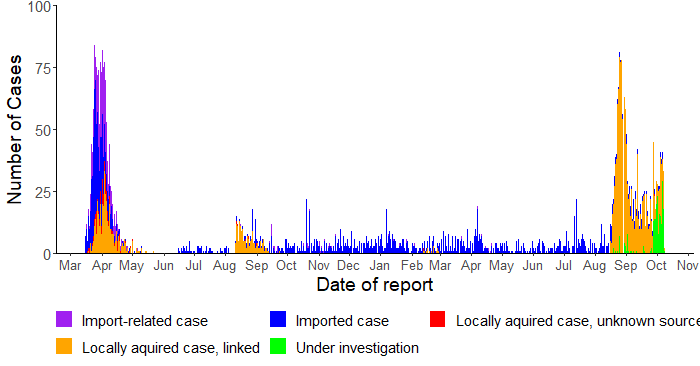 100
75
50
25
0
Number of Cases
Mar Apr May Jun Jul Aug Sep Oct Nov Dec Jan Feb Mar Apr May Jun Jul Aug Sep Oct Nov
Date of report
Import-related case Imported case Locally aquired case, unknown source
Locally aquired case, linked Under investigation